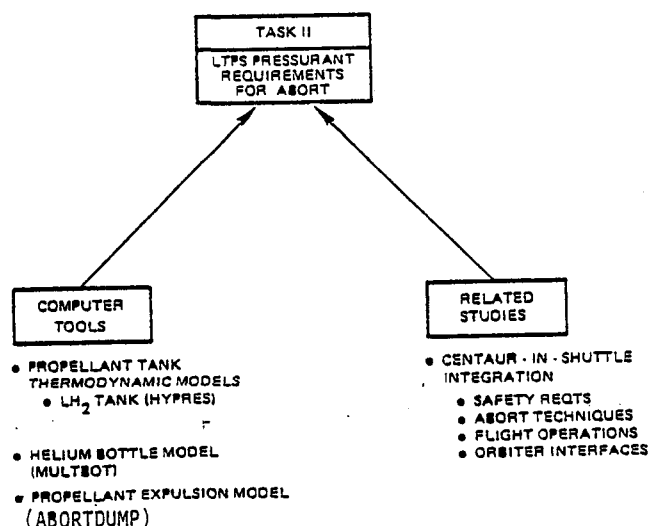 TASK II
LTPS PRESSURANT
REQUIREMENTS
FOR ABORT
COMPUTER
TOOLS
• PROPELLANT TANK
THERMODYNAMIC MODELS
• LH2 TANK (HYPRES)
• HELIUM BOTTLE MODEL
(MULTBOT)
• PROPELLANT EXPULSION MODEL
(ABORTDUMP)
RELATED
STUDIES
• CENTAUR - IN - SHUTTLE
INTEGRATION
• SAFETY REQTS
• ABORT TECHNIQUES
• FLIGHT OPERATIONS
• ORBITER INTERFACES